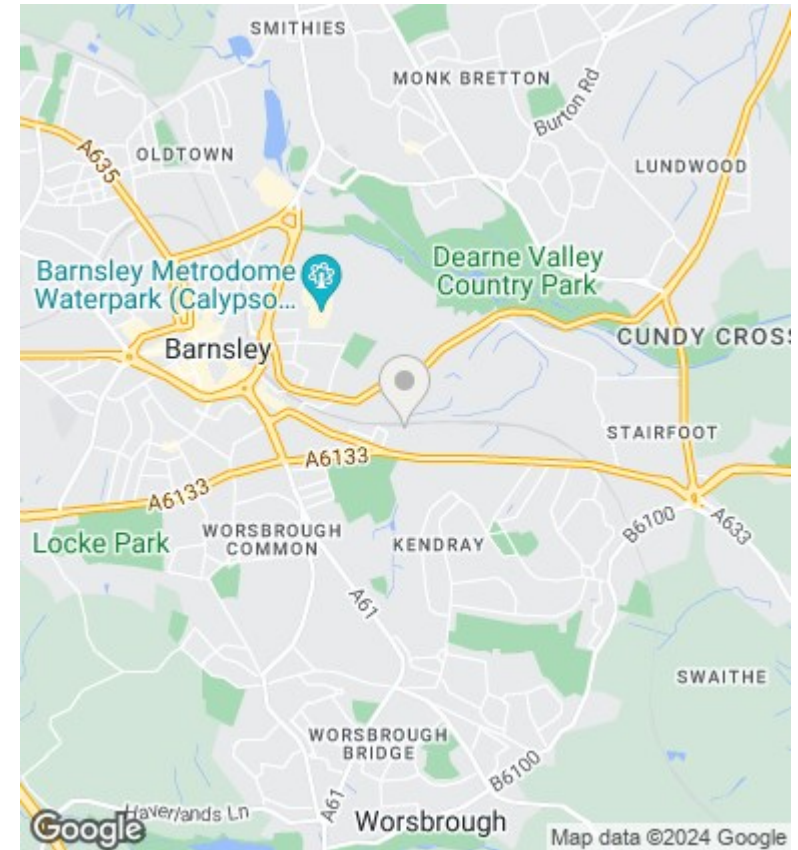 SMITHIES
MONK BRETTON
Burton Rd
A635
OLDTOWN
LUNDWOOD
Barnsley Metrodome
Waterpark (Calypso...
Dearne Valley
Country Park
CUNDY CROSS
Barnsley
STAIRFOOT
A6133
A6133
B6100
A633
Locke Park
WORSBROUGH
COMMON
KENDRAY
A61
SWAITHE
WORSBROUGH
BRIDGE
B6100
A61
Haverlands Ln
Worsbrough
Google
Map data ©2024 Google